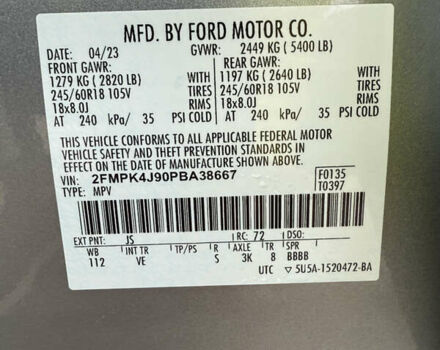 MFD. BY FORD MOTOR CO.
DATE: 04/23 GVWR: 2449 KG ( 5400 LB)
FRONT GAWR: REAR GAWR:
1279 KG ( 2820 LB) WITH 1197 KG ( 2640 LB) WITH
245/60R18 105V TIRES 245/60R18 105V TIRES
18x8.0J RIMS 18x8.0J RIMS
AT 240 kPa/ 35 PSI/COLD AT 240 kPa/ 35 PSI/COLD
THIS VEHICLE CONFORMS TO ALL APPLICABLE FEDERAL MOTOR
VEHICLE SAFETY AND BUMPER AND THEFT PREVENTION STANDARDS IN
EFFECT ON THE DATE OF MANUFACTURE SHOWN ABOVE.
VIN: 2FMPK4J90PBA38667 F0135
TYPE: MPV T0397
EXT PNT: JS RC: 72 DSO:
WB INT TR TP/PS R AXLE TR SPR
112 VE S 3K 8 BBBB
UTC ▽ 5U5A-1520472-BA